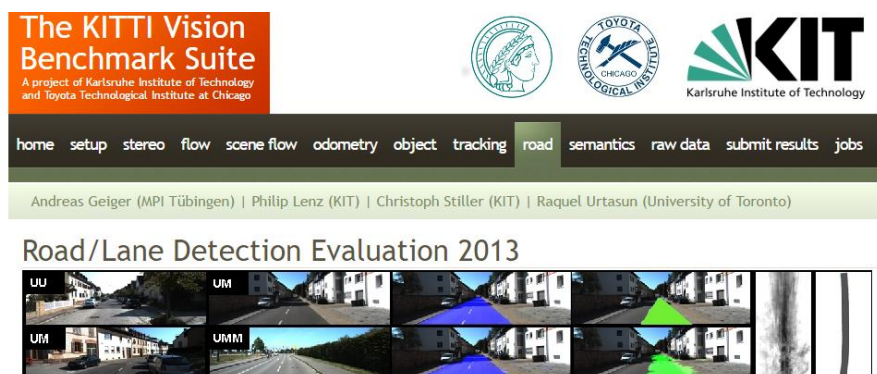 The KITTI Vision
Benchmark Suite
A project of Karlsruhe Institute of Technology
and Toyota Technological Institute at Chicago
TOYOTA TECHNOLOGICAL INSTITUTE
CHICAGO
KIT
Karlsruhe Institute of Technology
home setup stereo flow scene flow odometry object tracking road semantics raw data submit results jobs
Andreas Geiger (MPI Tübingen) | Philip Lenz (KIT) | Christoph Stiller (KIT) | Raquel Urtasun (University of Toronto)
Road/Lane Detection Evaluation 2013
UU UM
UM UMM